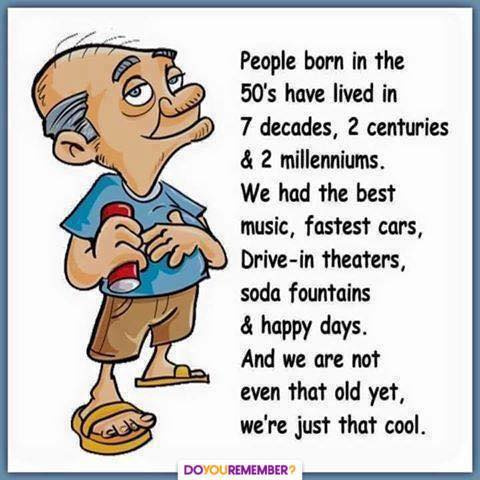 People born in the
50's have lived in
7 decades, 2 centuries
& 2 millenniums.
We had the best
music, fastest cars,
Drive-in theaters,
soda fountains
& happy days.
And we are not
even that old yet,
we're just that cool.
DOYOUREMEMBER?